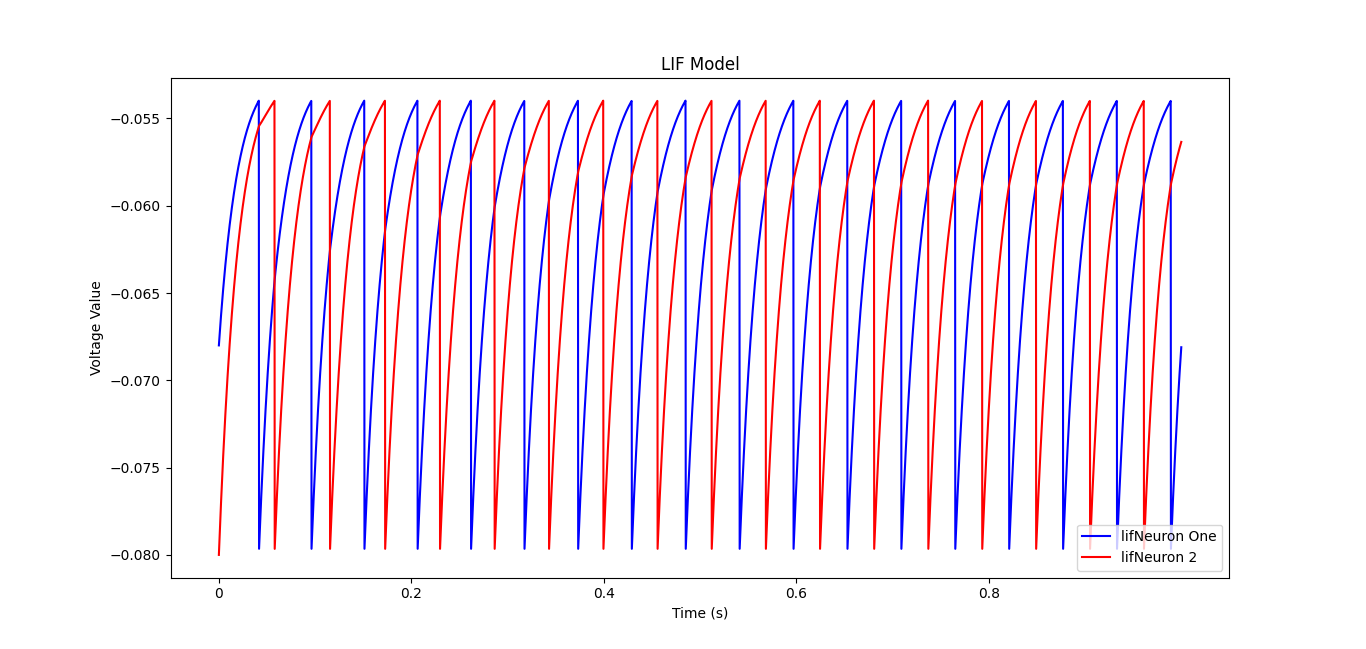 LIF Model
Voltage Value
−0.055
−0.060
−0.065
−0.070
−0.075
−0.080
lifNeuron One
lifNeuron 2
0
0.2
0.4
0.6
0.8
Time (s)